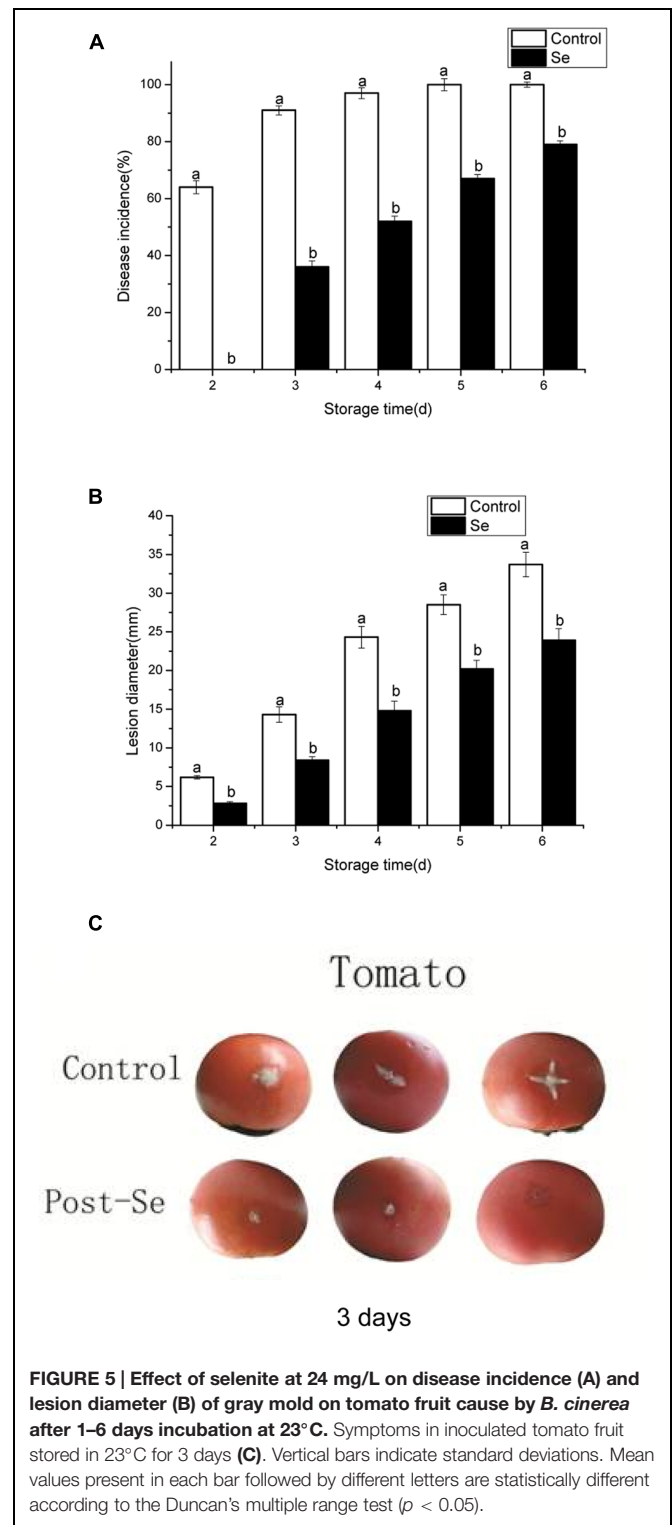 A
Control
Se
a a a a a
b b b b b
100
80
60
40
20
0
Disease incidence(%)
2 3 4 5 6
Storage time(d)
B
Control
Se
a a a a a
b b b b b
40
35
30
25
20
15
10
5
0
Lesion diameter(mm)
2 3 4 5 6
Storage time(d)
C
Tomato
Control
Post-Se
3 days
FIGURE 5 | Effect of selenite at 24 mg/L on disease incidence (A) and
lesion diameter (B) of gray mold on tomato fruit cause by B. cinerea
after 1–6 days incubation at 23°C. Symptoms in inoculated tomato fruit
stored in 23°C for 3 days (C). Vertical bars indicate standard deviations. Mean
values present in each bar followed by different letters are statistically different
according to the Duncan's multiple range test (p < 0.05).